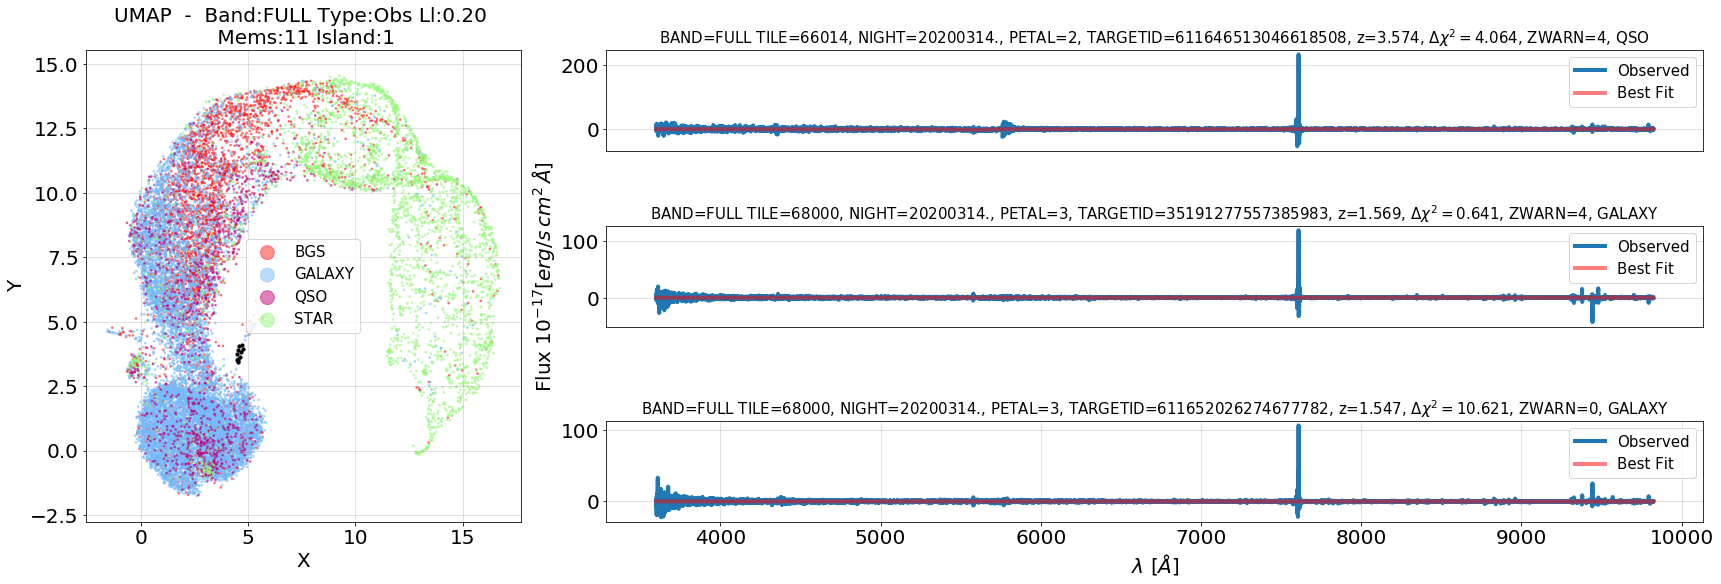 UMAP  -  Band:FULL Type:Obs Ll:0.20
Mems:11 Island:1
15.0
12.5
10.0
7.5
5.0
2.5
0.0
−2.5
Y
BGS
GALAXY
QSO
STAR
0
5
10
15
X
Flux 10⁻¹⁷[erg/s cm² Å]
BAND=FULL TILE=66014, NIGHT=20200314., PETAL=2, TARGETID=611646513046618508, z=3.574, Δχ² = 4.064, ZWARN=4, QSO
200
0
Observed
Best Fit
BAND=FULL TILE=68000, NIGHT=20200314., PETAL=3, TARGETID=35191277557385983, z=1.569, Δχ² = 0.641, ZWARN=4, GALAXY
100
0
Observed
Best Fit
BAND=FULL TILE=68000, NIGHT=20200314., PETAL=3, TARGETID=611652026274677782, z=1.547, Δχ² = 10.621, ZWARN=0, GALAXY
100
0
Observed
Best Fit
4000
5000
6000
7000
8000
9000
10000
λ [Å]